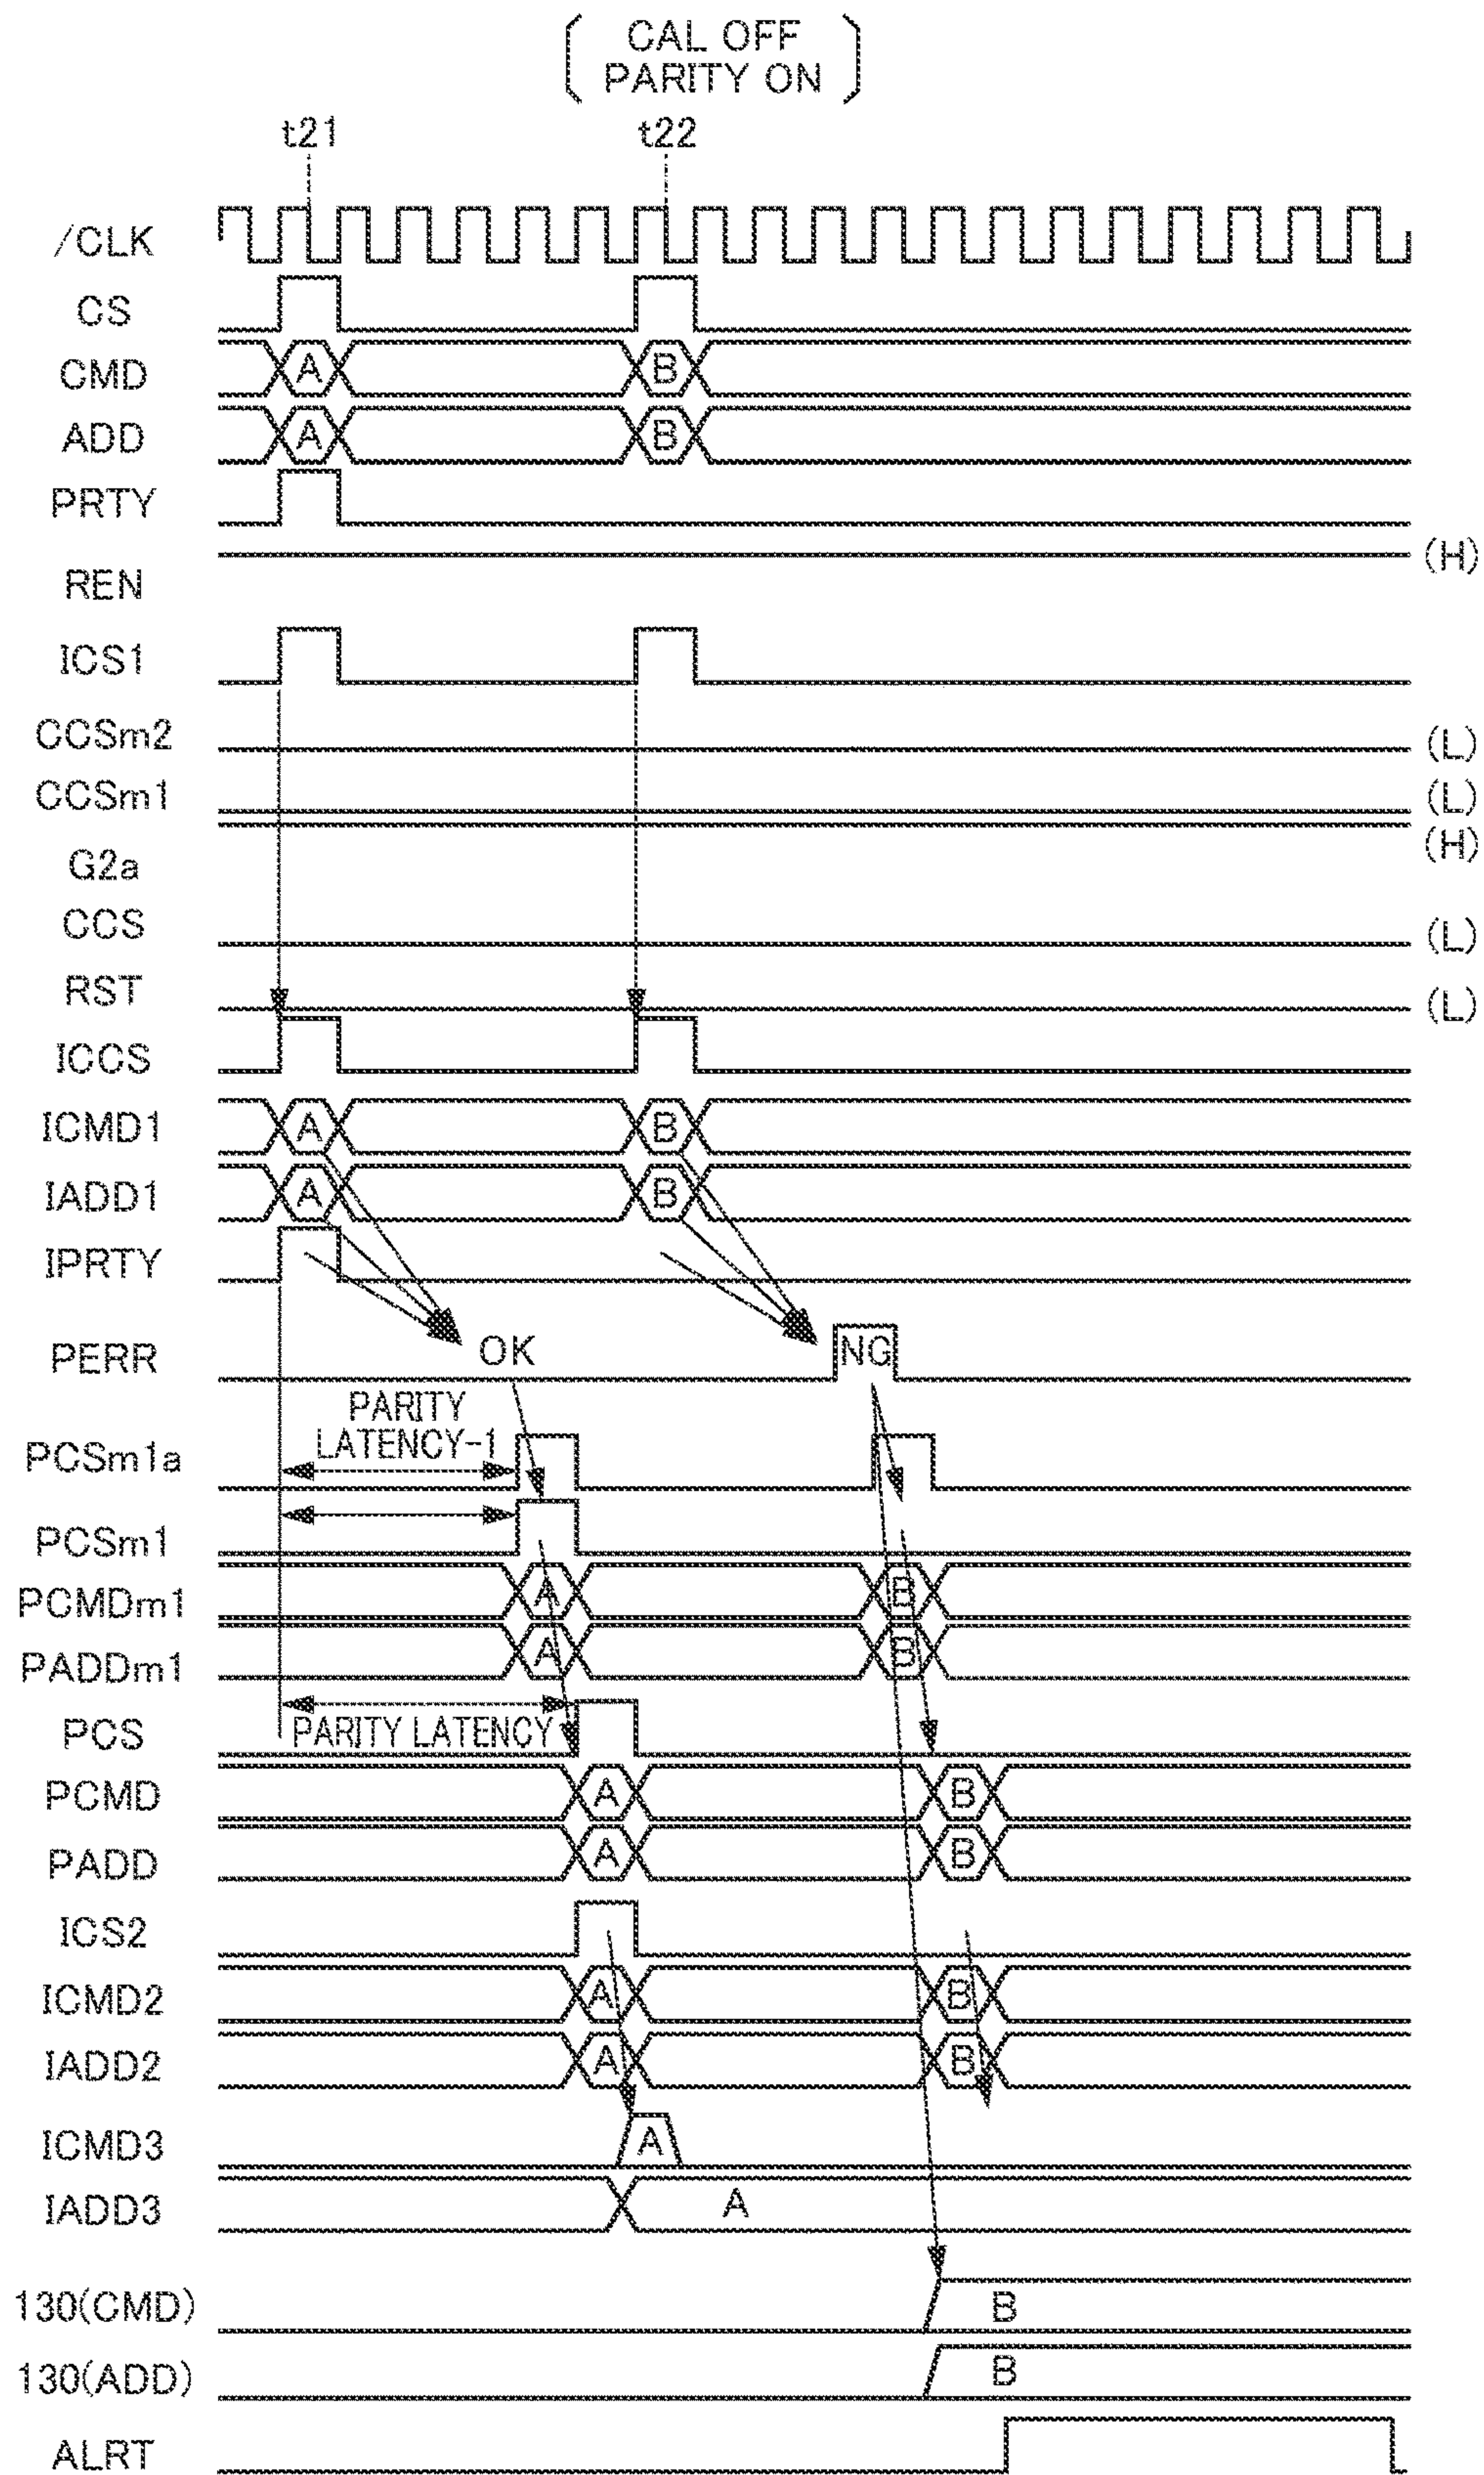 CAL OFF
PARITY ON
t21 t22
/CLK
CS
CMD A B
ADD A B
PRTY
REN (H)
ICS1
CCSm2 (L)
CCSm1 (L)
G2a (H)
CCS (L)
RST (L)
ICCS
ICMD1 A B
IADD1 A B
IPRTY
PERR OK NG
PARITY
LATENCY-1
PCSm1a
PCSm1
PCMDm1 A B
PADDm1 A B
PCS PARITY LATENCY
PCMD A B
PADD A B
ICS2
ICMD2 A B
IADD2 A B
ICMD3 A
IADD3 A
130(CMD) B
130(ADD) B
ALRT